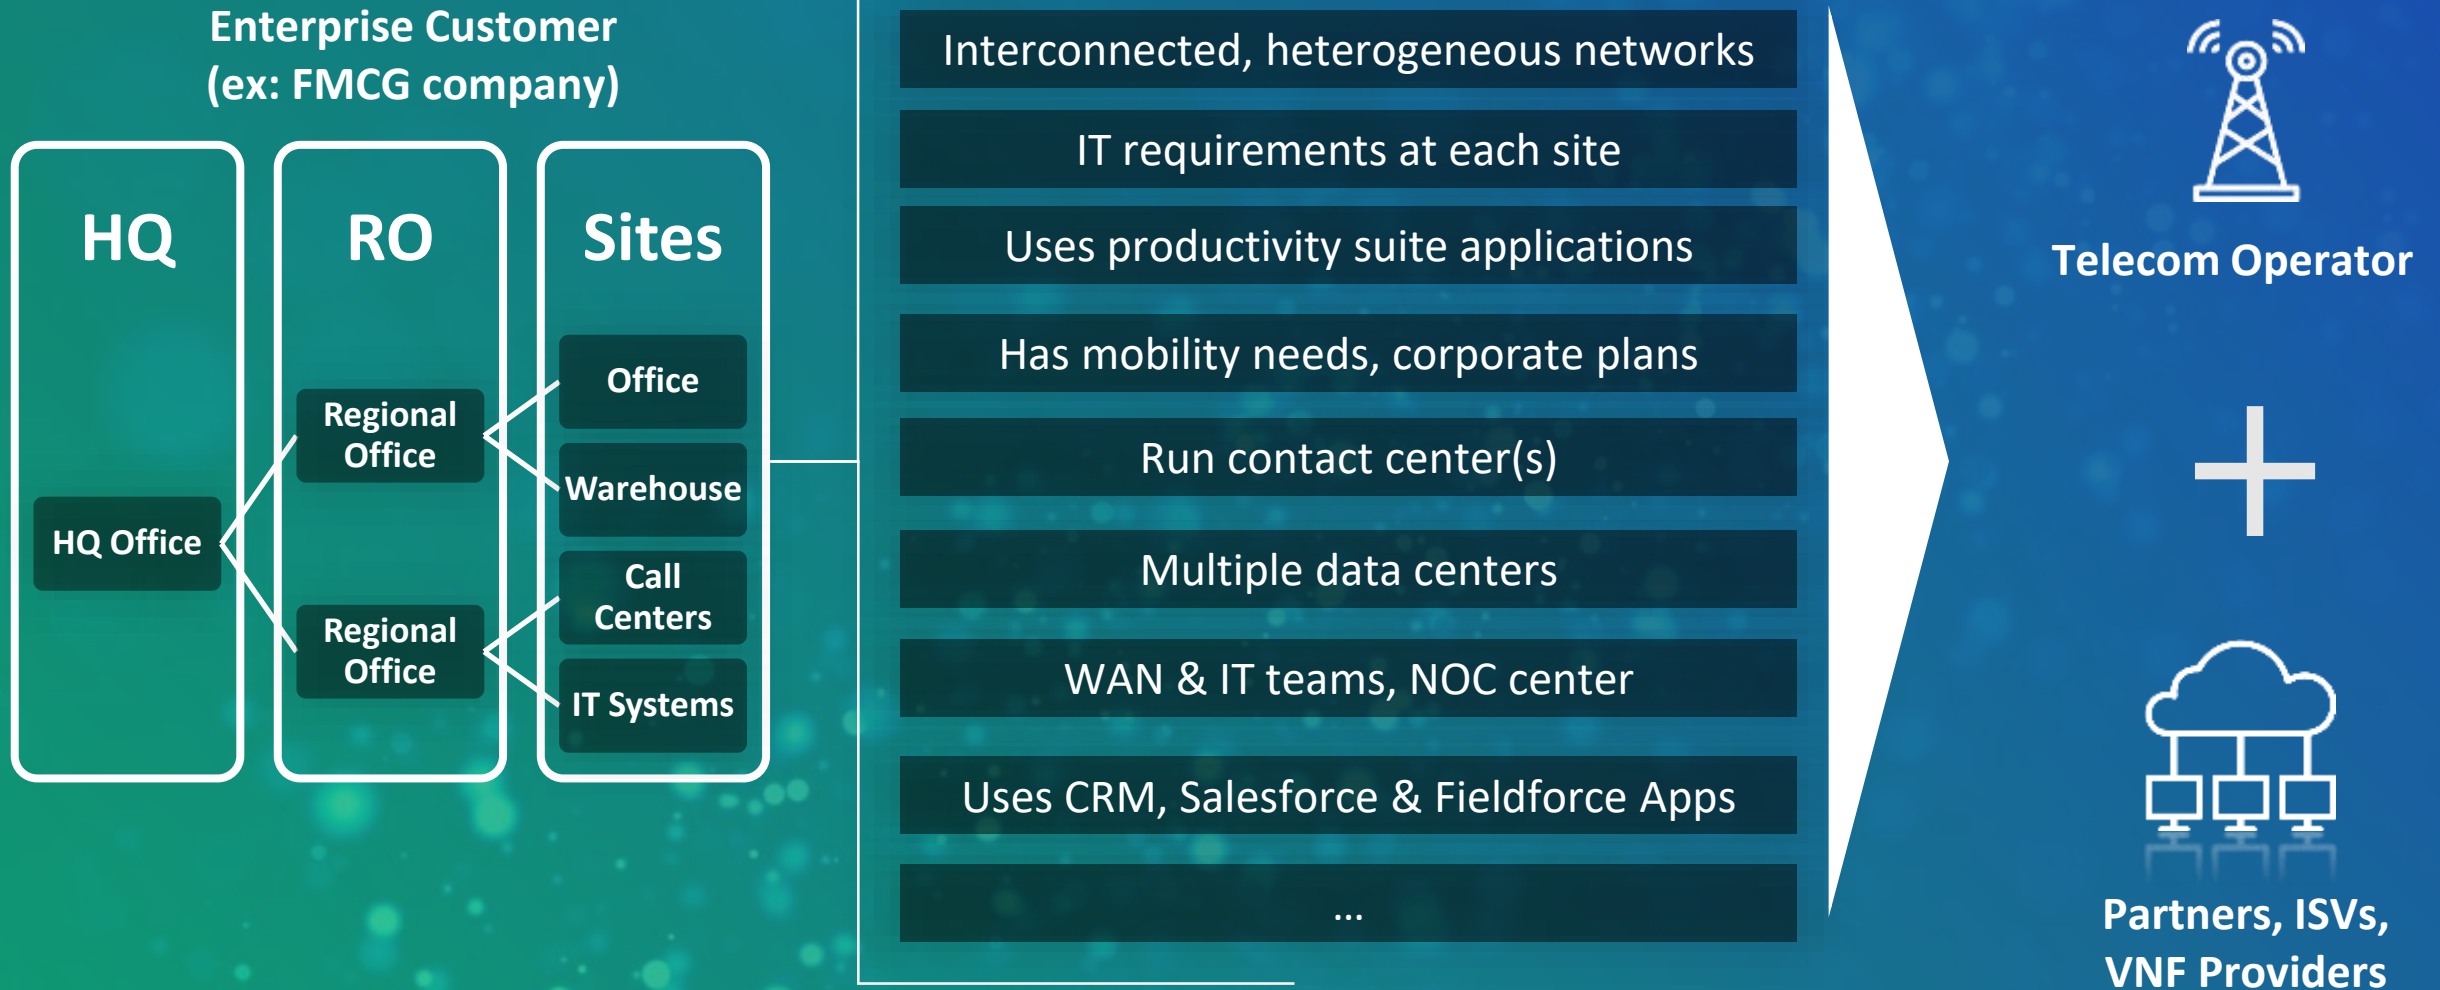 Enterprise Customer
(ex: FMCG company)
HQ
RO
Sites
HQ Office
Regional
Office
Regional
Office
Office
Warehouse
Call
Centers
IT Systems
Interconnected, heterogeneous networks
IT requirements at each site
Uses productivity suite applications
Has mobility needs, corporate plans
Run contact center(s)
Multiple data centers
WAN & IT teams, NOC center
Uses CRM, Salesforce & Fieldforce Apps
...
Telecom Operator
Partners, ISVs,
VNF Providers